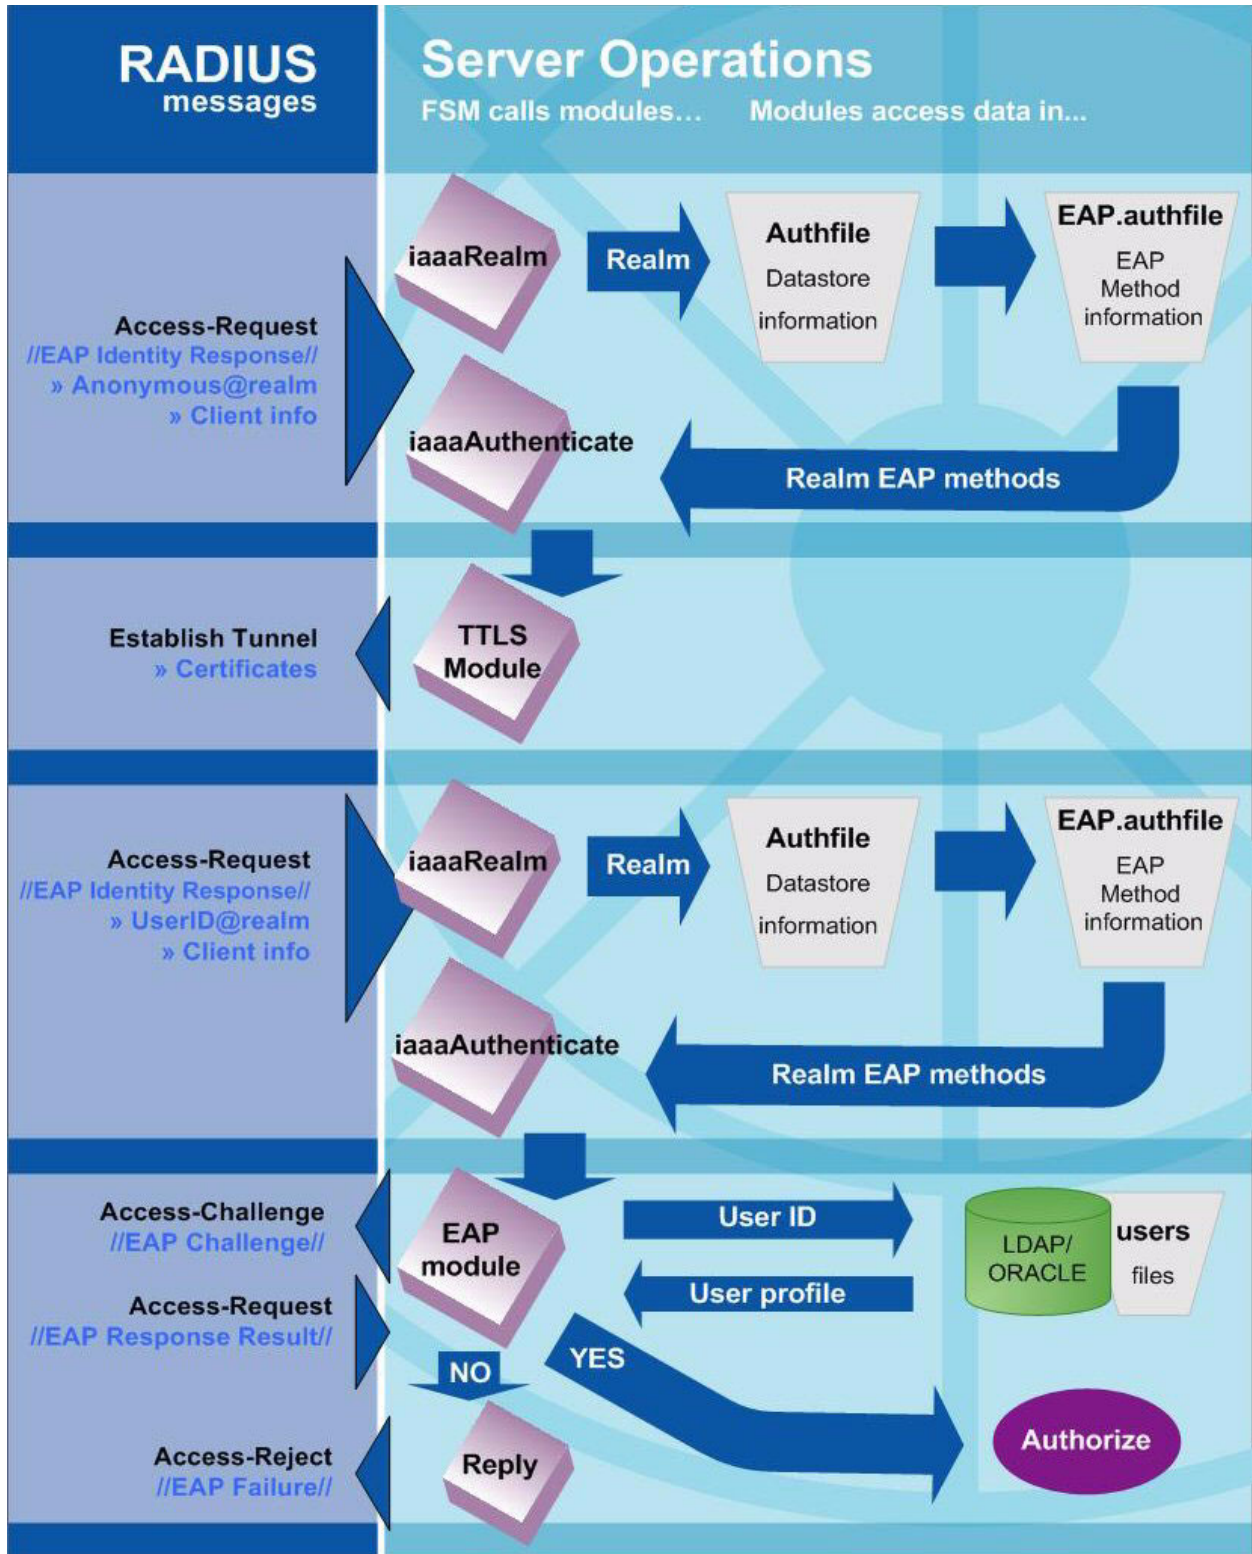 RADIUS
messages
Server Operations
FSM calls modules... Modules access data in...
Access-Request
//EAP Identity Response//
» Anonymous@realm
» Client info
iaaaRealm
Realm
Authfile
Datastore
information
EAP.authfile
EAP
Method
information
iaaaAuthenticate
Realm EAP methods
Establish Tunnel
» Certificates
TTLS
Module
Access-Request
//EAP Identity Response//
» UserID@realm
» Client info
iaaaRealm
Realm
Authfile
Datastore
information
EAP.authfile
EAP
Method
information
iaaaAuthenticate
Realm EAP methods
Access-Challenge
//EAP Challenge//
Access-Request
//EAP Response Result//
EAP
module
User ID
User profile
LDAP/
ORACLE
users
files
NO
YES
Access-Reject
//EAP Failure//
Reply
Authorize